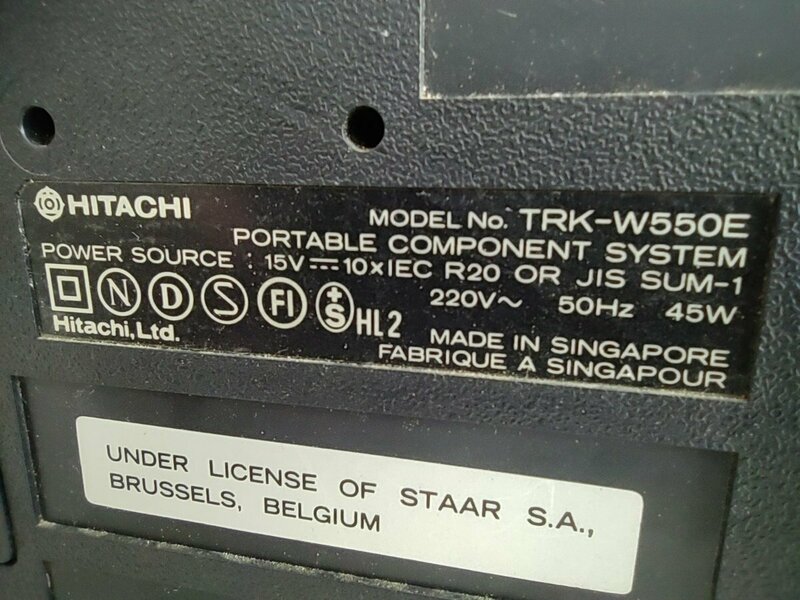 HITACHI
MODEL No. TRK-W550E
PORTABLE COMPONENT SYSTEM
POWER SOURCE : 15V⎓10×IEC R20 OR JIS SUM-1
220V~ 50Hz 45W
N D S FI +S HL2
Hitachi, Ltd.
MADE IN SINGAPORE
FABRIQUE A SINGAPOUR
UNDER LICENSE OF STAAR S.A.,
BRUSSELS, BELGIUM